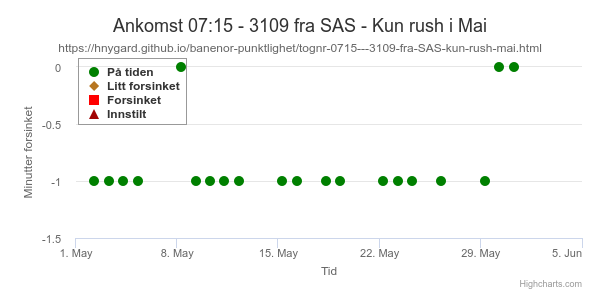 Ankomst 07:15 - 3109 fra SAS - Kun rush i Mai
https://hnygard.github.io/banenor-punktlighet/tognr-0715---3109-fra-SAS-kun-rush-mai.html
På tiden
Litt forsinket
Forsinket
Innstilt
Minutter forsinket
0
-0.5
-1
-1.5
1. May 8. May 15. May 22. May 29. May 5. Jun
Tid
Highcharts.com